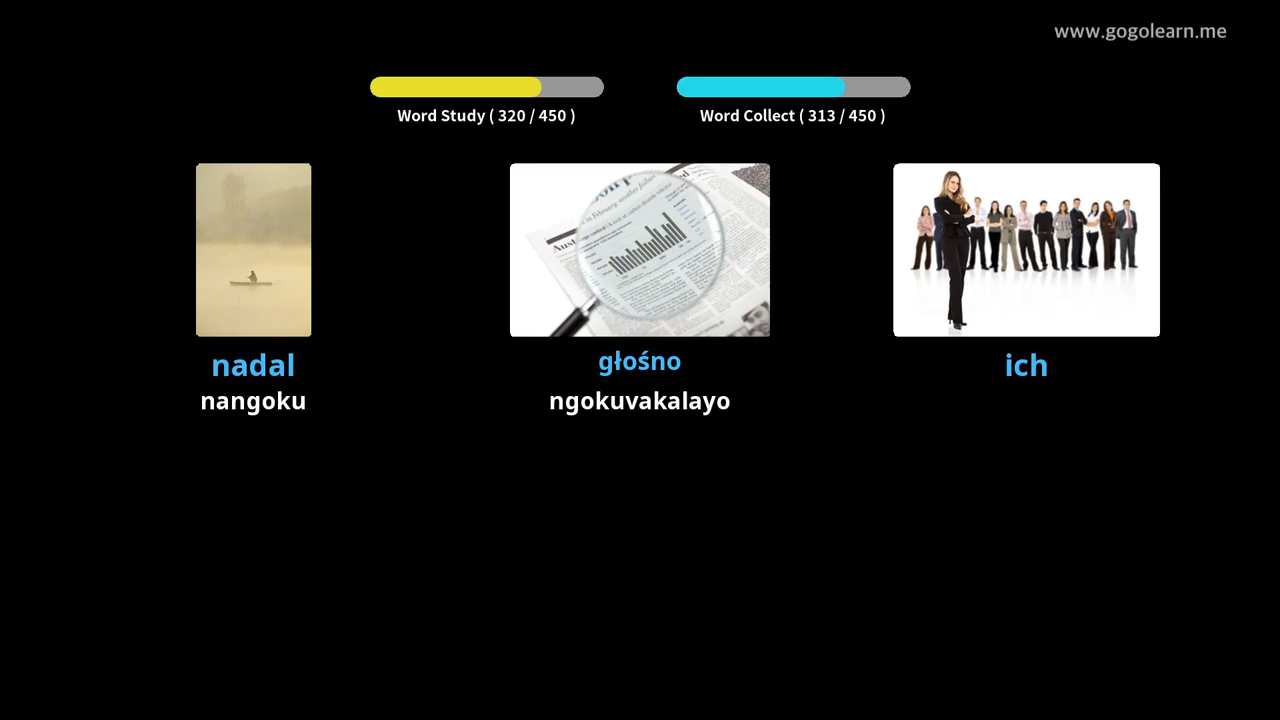 www.gogolearn.me
Word Study ( 320 / 450 )
Word Collect ( 313 / 450 )
nadal
nangoku
głośno
ngokuvakalayo
ich